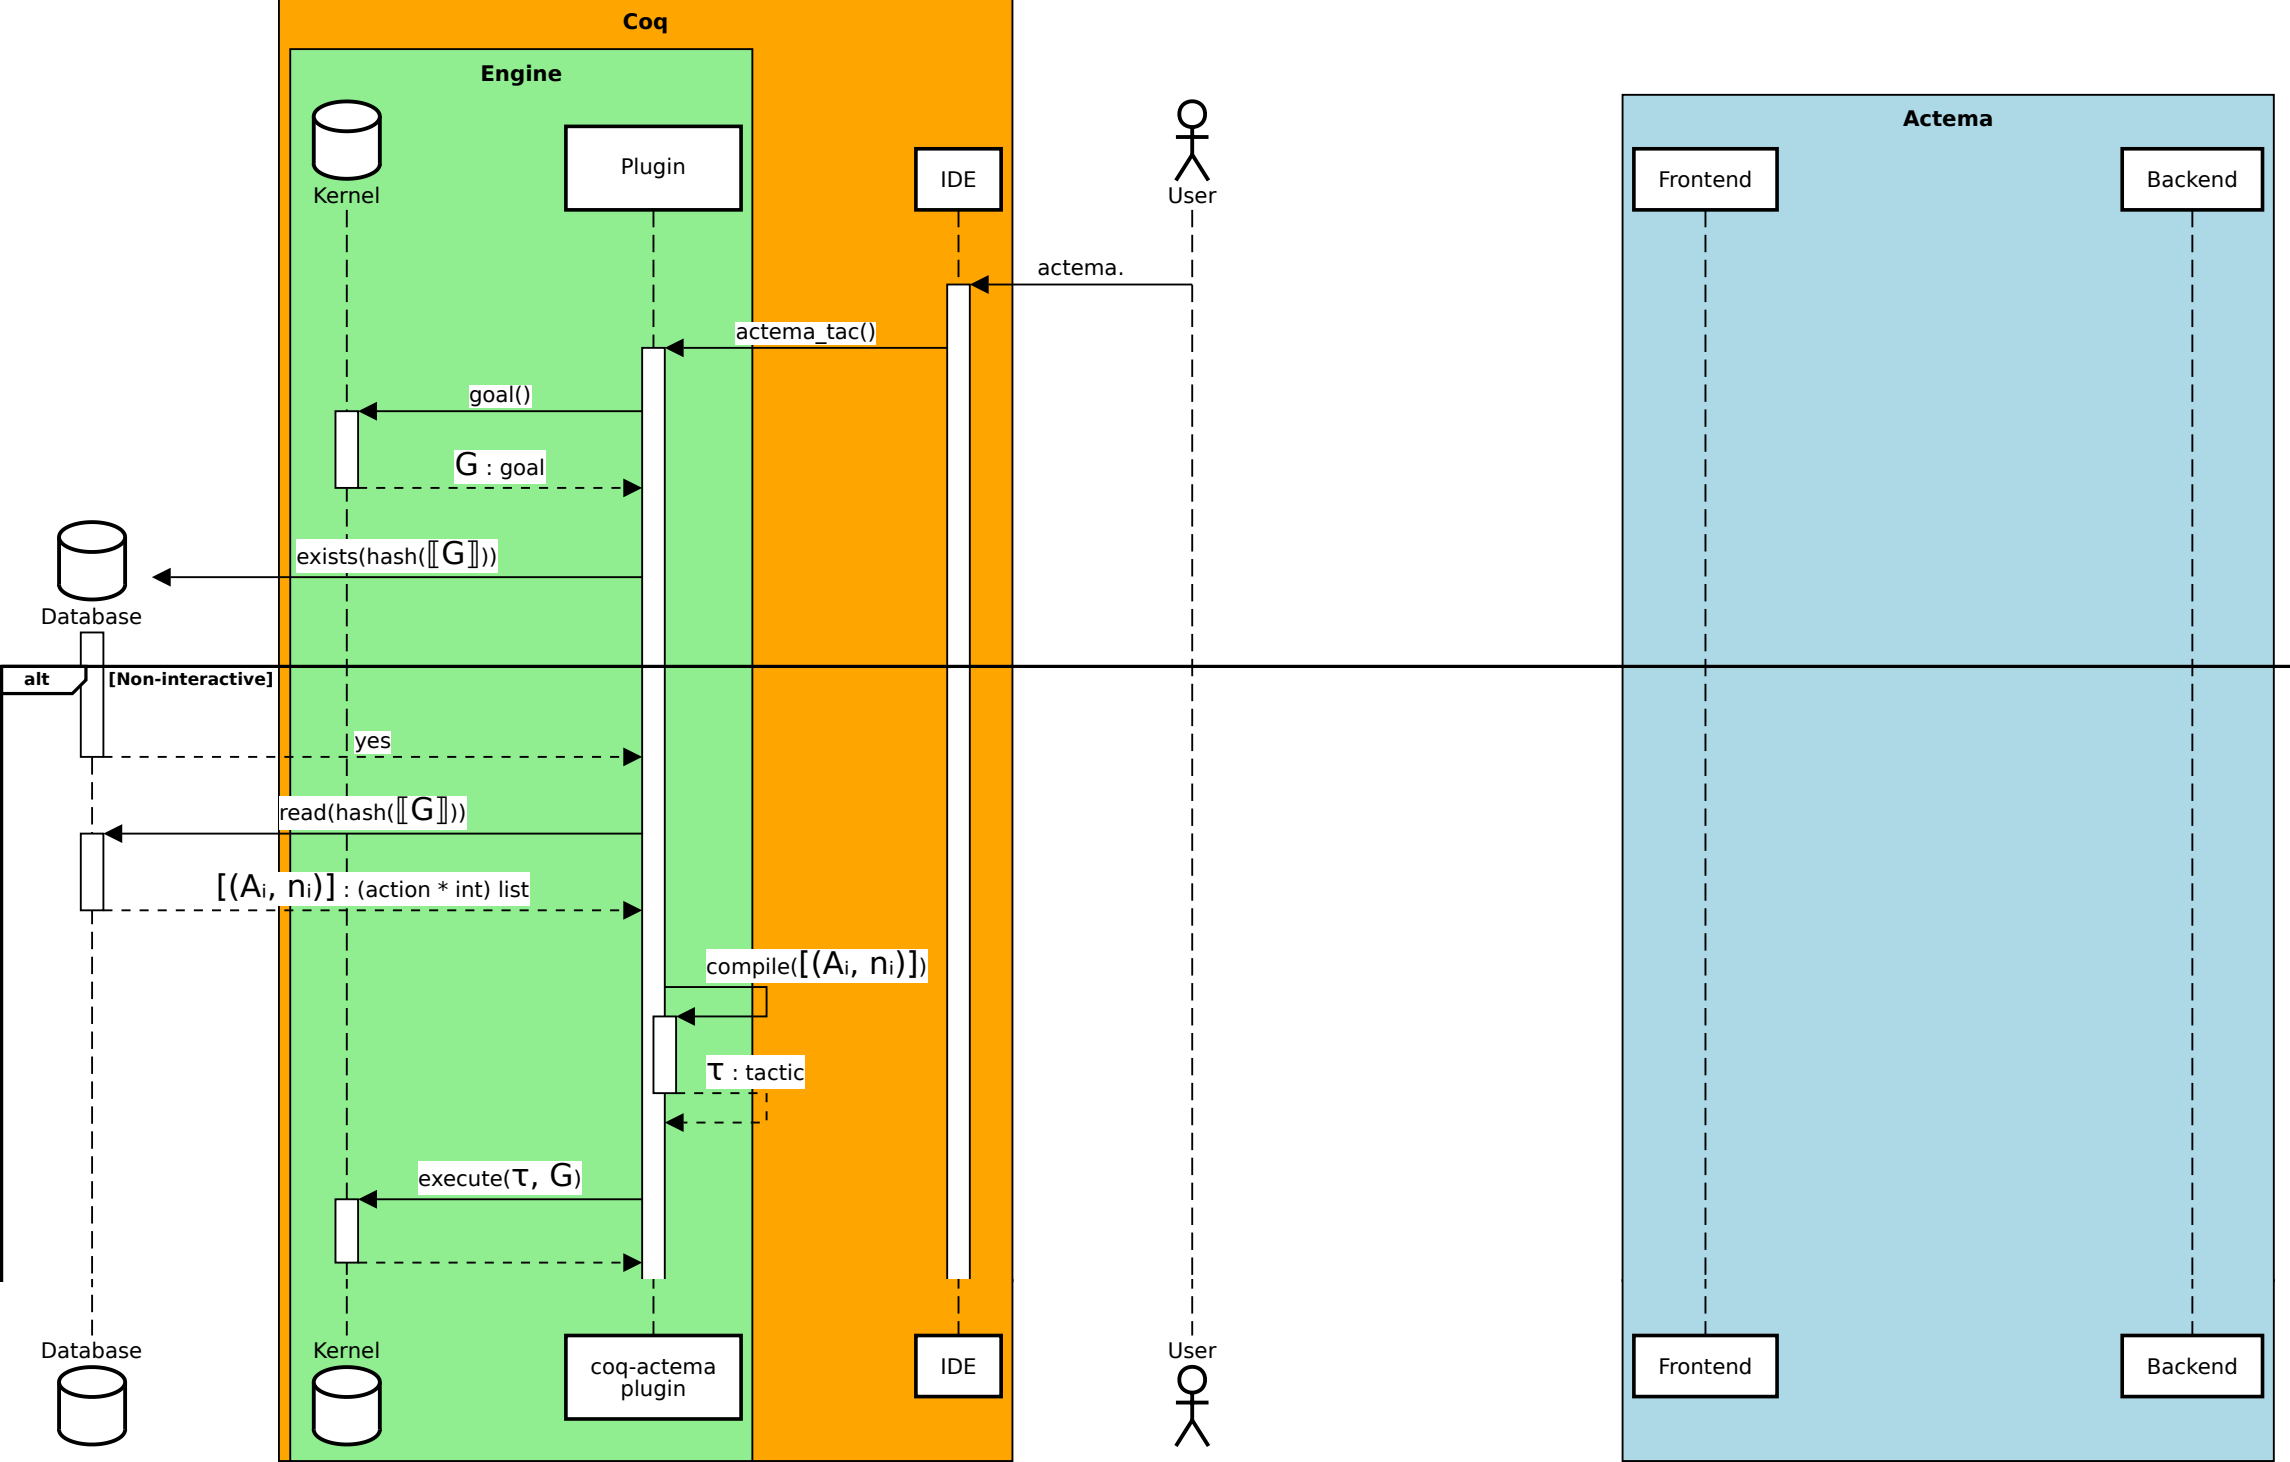 Coq
Engine
Actema
Kernel
Plugin
IDE
User
Frontend
Backend
actema.
actema_tac()
goal()
G : goal
exists(hash(⟦G⟧))
Database
alt
[Non-interactive]
yes
read(hash(⟦G⟧))
[(Aᵢ, nᵢ)] : (action * int) list
compile([(Aᵢ, nᵢ)])
τ : tactic
execute(τ, G)
Database
Kernel
coq-actema
plugin
IDE
User
Frontend
Backend